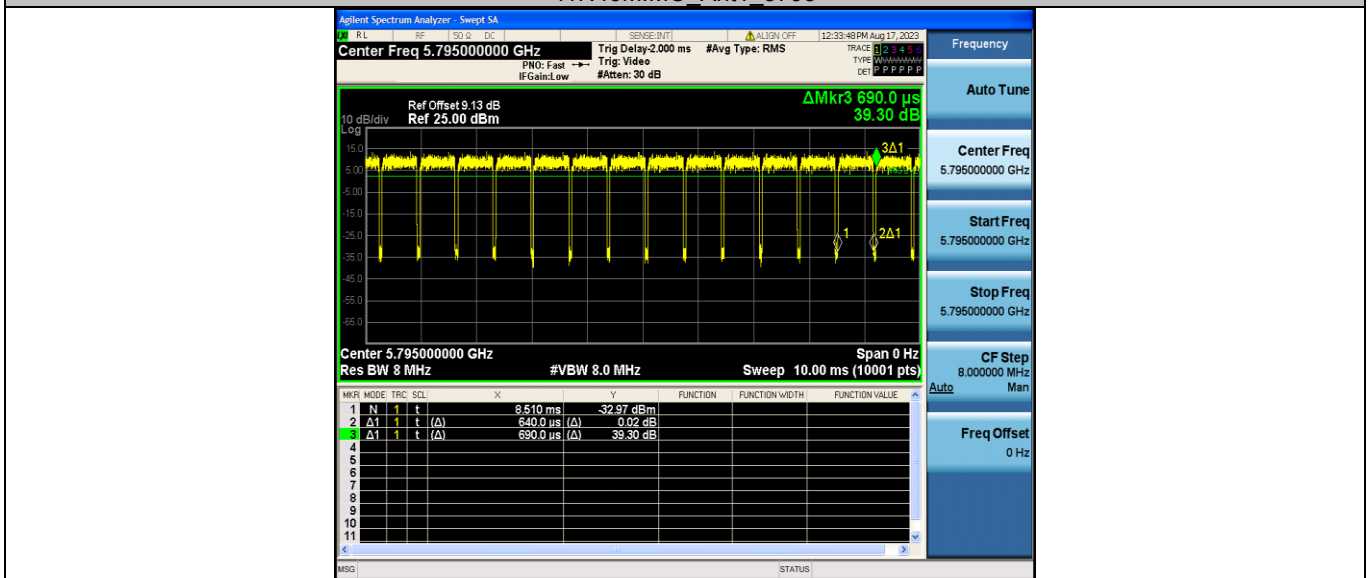 Agilent Spectrum Analyzer - Swept SA
RL RF 50 Ω DC SENSE:INT ALIGN OFF 12:33:48 PM Aug 17, 2023
Center Freq 5.795000000 GHz
PNO: Fast
IFGain:Low
Trig Delay-2.000 ms
Trig: Video
#Atten: 30 dB
#Avg Type: RMS
TRACE 1 2 3 4 5 6
TYPE
DET P P P P P P
ΔMkr3 690.0 µs
39.30 dB
Ref Offset 9.13 dB
10 dB/div Ref 25.00 dBm
Log
15.0
5.00
-5.00
-15.0
-25.0
-35.0
-45.0
-55.0
-65.0
3Δ1
1
2Δ1
Center 5.795000000 GHz Span 0 Hz
Res BW 8 MHz #VBW 8.0 MHz Sweep 10.00 ms (10001 pts)
MKR MODE TRC SCL X Y FUNCTION FUNCTION WIDTH FUNCTION VALUE
1 N 1 t 8.510 ms -32.97 dBm
2 Δ1 1 t (Δ) 640.0 µs (Δ) 0.02 dB
3 Δ1 1 t (Δ) 690.0 µs (Δ) 39.30 dB
4
5
6
7
8
9
10
11
MSG STATUS
Frequency
Auto Tune
Center Freq
5.795000000 GHz
Start Freq
5.795000000 GHz
Stop Freq
5.795000000 GHz
CF Step
8.000000 MHz
Auto Man
Freq Offset
0 Hz